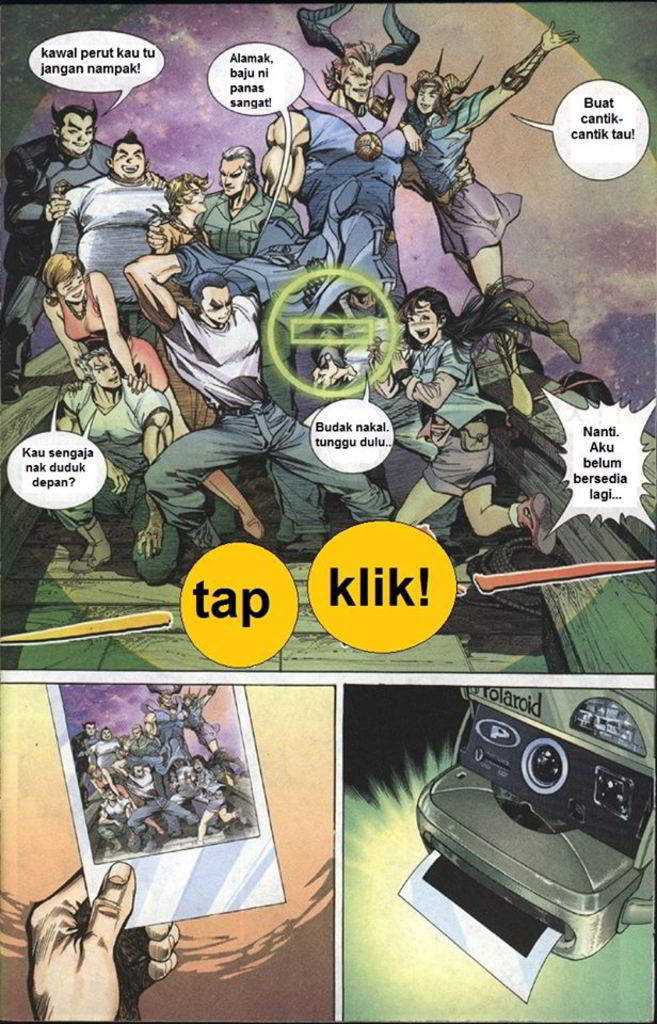 kawal perut kau tu
jangan nampak!
Alamak,
baju ni
panas
sangat!
Buat
cantik-
cantik tau!
Kau sengaja
nak duduk
depan?
Budak nakal.
tunggu dulu..
Nanti.
Aku
belum
bersedia
lagi...
tap
klik!
Polaroid
P